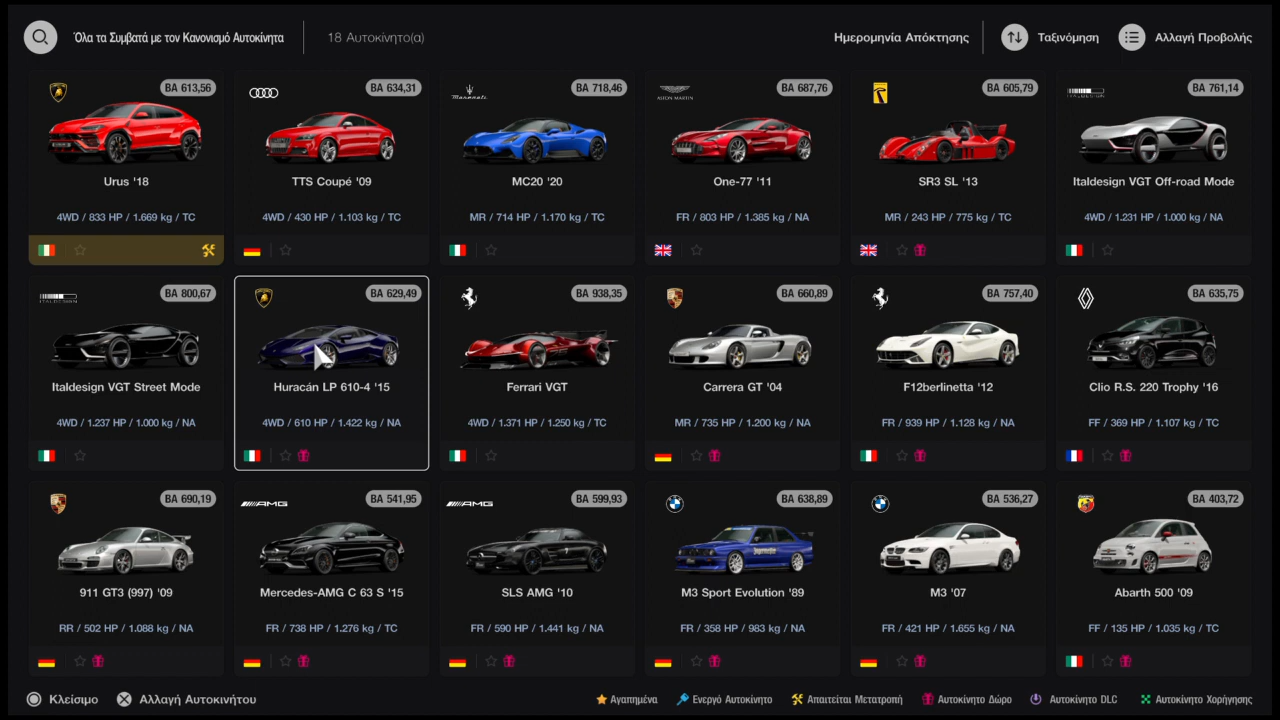 Όλα τα Συμβατά με τον Κανονισμό Αυτοκίνητα
18 Αυτοκίνητο(α)
Ημερομηνία Απόκτησης
Ταξινόμηση
Αλλαγή Προβολής
BA 613,56
Urus '18
4WD / 833 HP / 1.669 kg / TC
BA 634,31
TTS Coupé '09
4WD / 430 HP / 1.103 kg / TC
Maserati
BA 718,46
MC20 '20
MR / 714 HP / 1.170 kg / TC
ASTON MARTIN
BA 687,76
One-77 '11
FR / 803 HP / 1.385 kg / NA
BA 605,79
SR3 SL '13
MR / 243 HP / 775 kg / TC
ITALDESIGN
BA 761,14
Italdesign VGT Off-road Mode
4WD / 1.231 HP / 1.000 kg / NA
ITALDESIGN
BA 800,67
Italdesign VGT Street Mode
4WD / 1.237 HP / 1.000 kg / NA
BA 629,49
Huracán LP 610-4 '15
4WD / 610 HP / 1.422 kg / NA
BA 938,35
Ferrari VGT
4WD / 1.371 HP / 1.250 kg / TC
BA 660,89
Carrera GT '04
MR / 735 HP / 1.200 kg / NA
BA 757,40
F12berlinetta '12
FR / 939 HP / 1.128 kg / NA
BA 635,75
Clio R.S. 220 Trophy '16
FF / 369 HP / 1.107 kg / TC
BA 690,19
911 GT3 (997) '09
RR / 502 HP / 1.088 kg / NA
AMG
BA 541,95
Mercedes-AMG C 63 S '15
FR / 738 HP / 1.276 kg / TC
AMG
BA 599,93
SLS AMG '10
FR / 590 HP / 1.441 kg / NA
BA 638,89
Jägermeister
M3 Sport Evolution '89
FR / 358 HP / 983 kg / NA
BA 536,27
M3 '07
FR / 421 HP / 1.655 kg / NA
BA 403,72
Abarth 500 '09
FF / 135 HP / 1.035 kg / TC
Κλείσιμο
Αλλαγή Αυτοκινήτου
Αγαπημένα
Ενεργό Αυτοκίνητο
Απαιτείται Μετατροπή
Αυτοκίνητο Δώρο
Αυτοκίνητο DLC
Αυτοκίνητο Χορήγησης